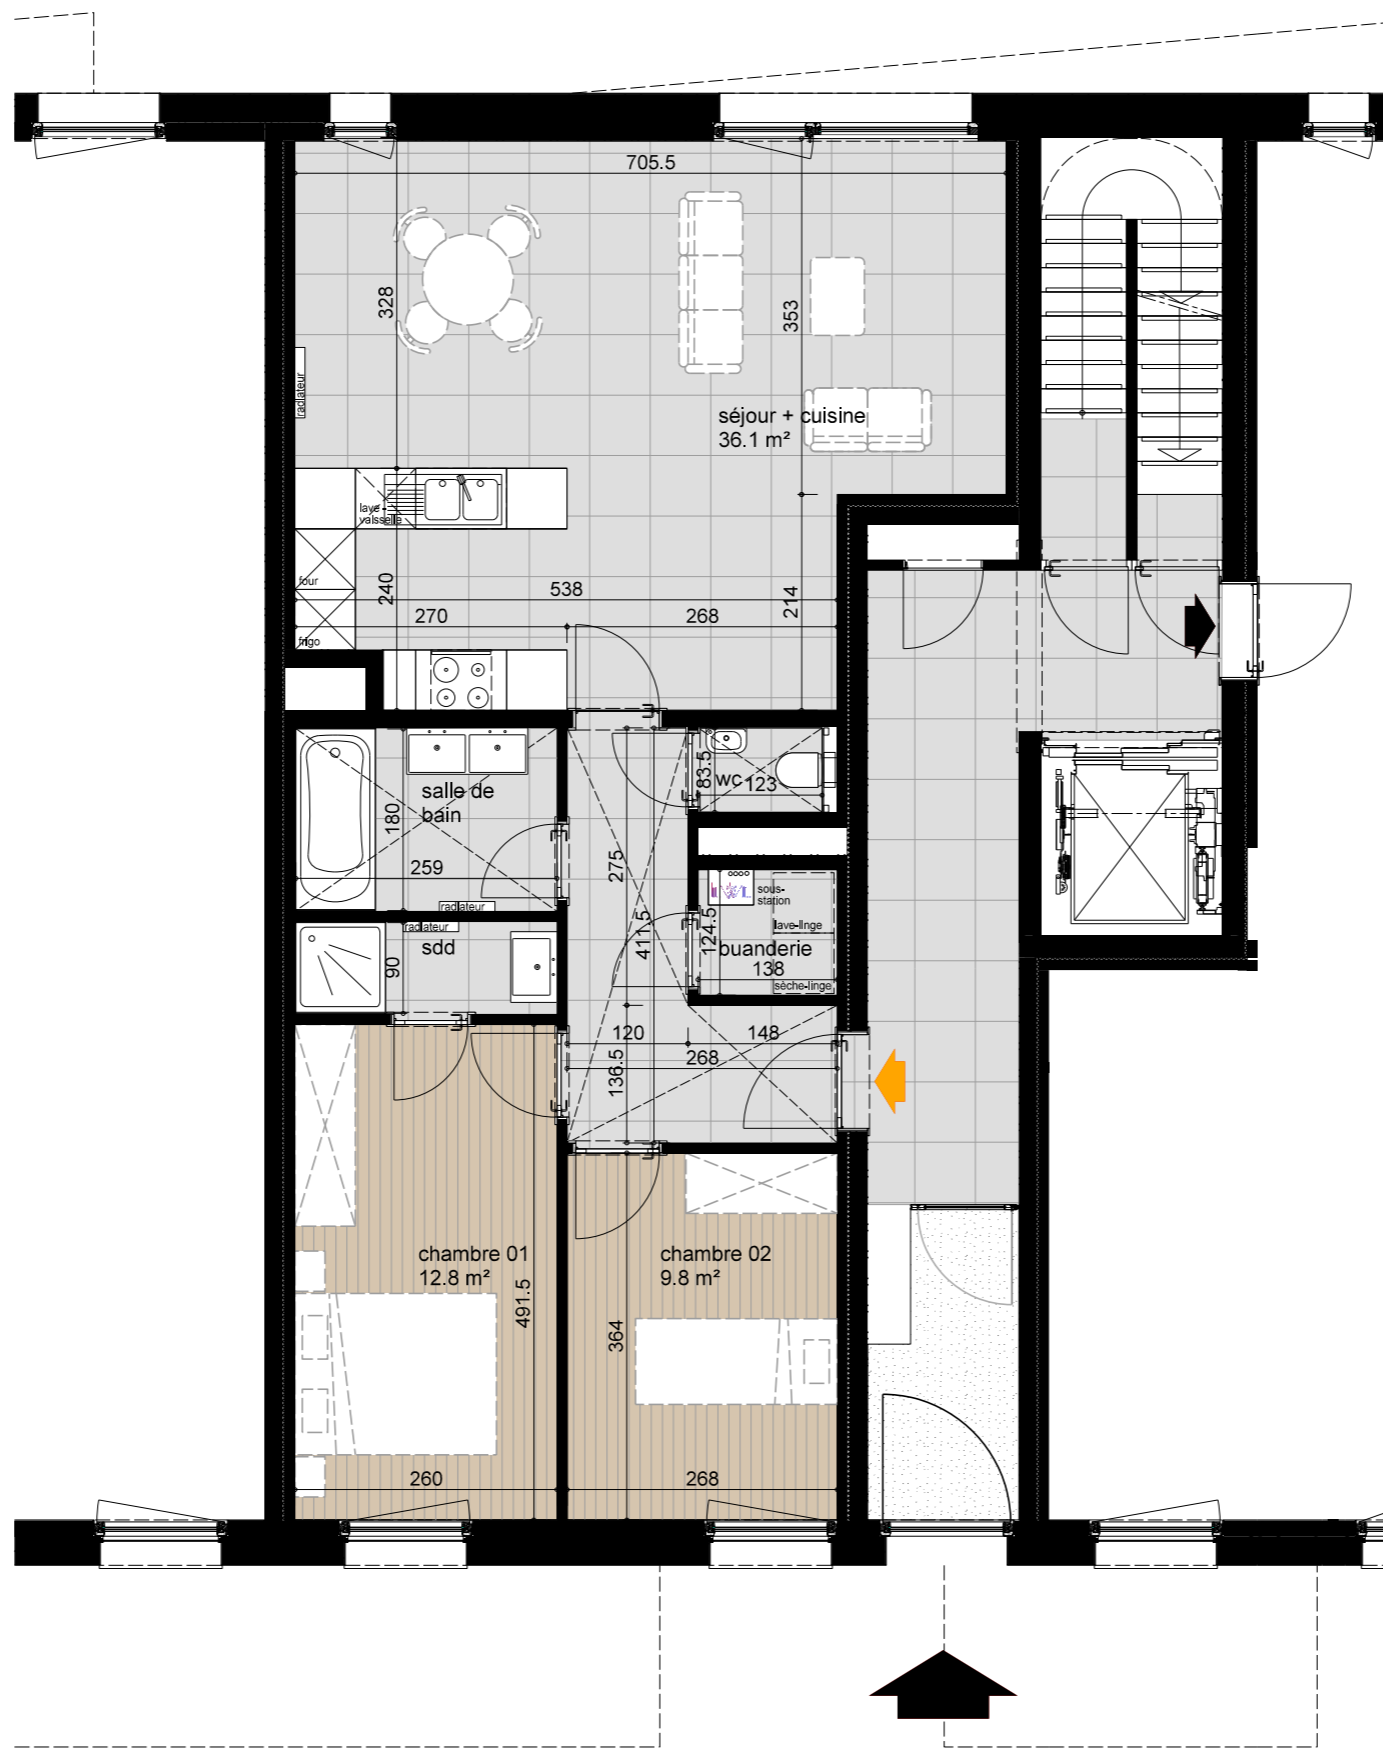 705.5
328
353
radiateur
séjour + cuisine
36.1 m²
lave -
vaisselle
four
240
538
214
270
268
frigo
83.5
wc
123
salle de
bain
180
275
259
sous-
station
radiateur
411.5
124.5
lave-linge
radiateur
sdd
buanderie
90
138
sèche-linge
120
148
136.5
268
chambre 01
12.8 m²
chambre 02
9.8 m²
491.5
364
260
268